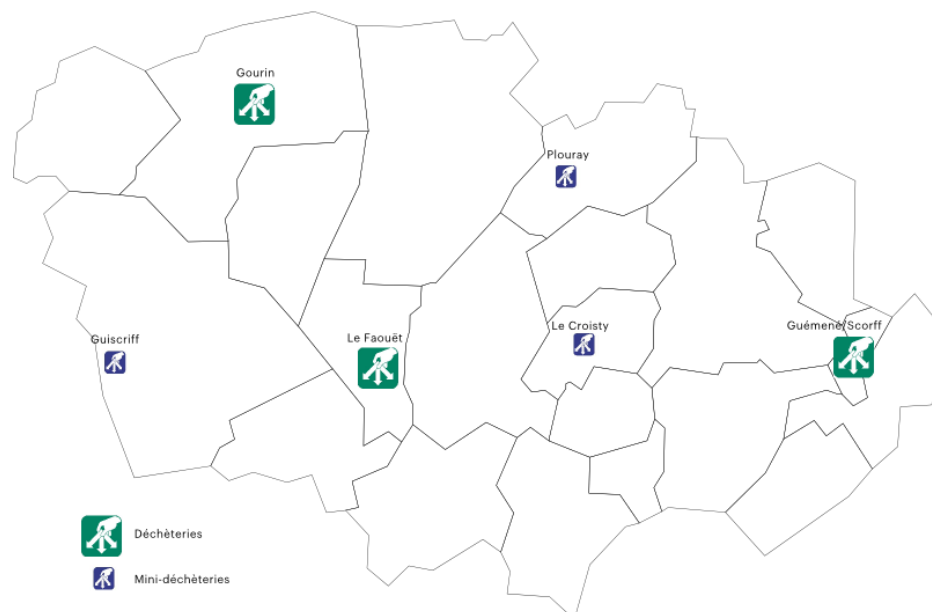 Gourin
Plouray
Guiscriff
Le Faouët
Le Croisty
Guémené/Scorff
Déchèteries
Mini-déchèteries